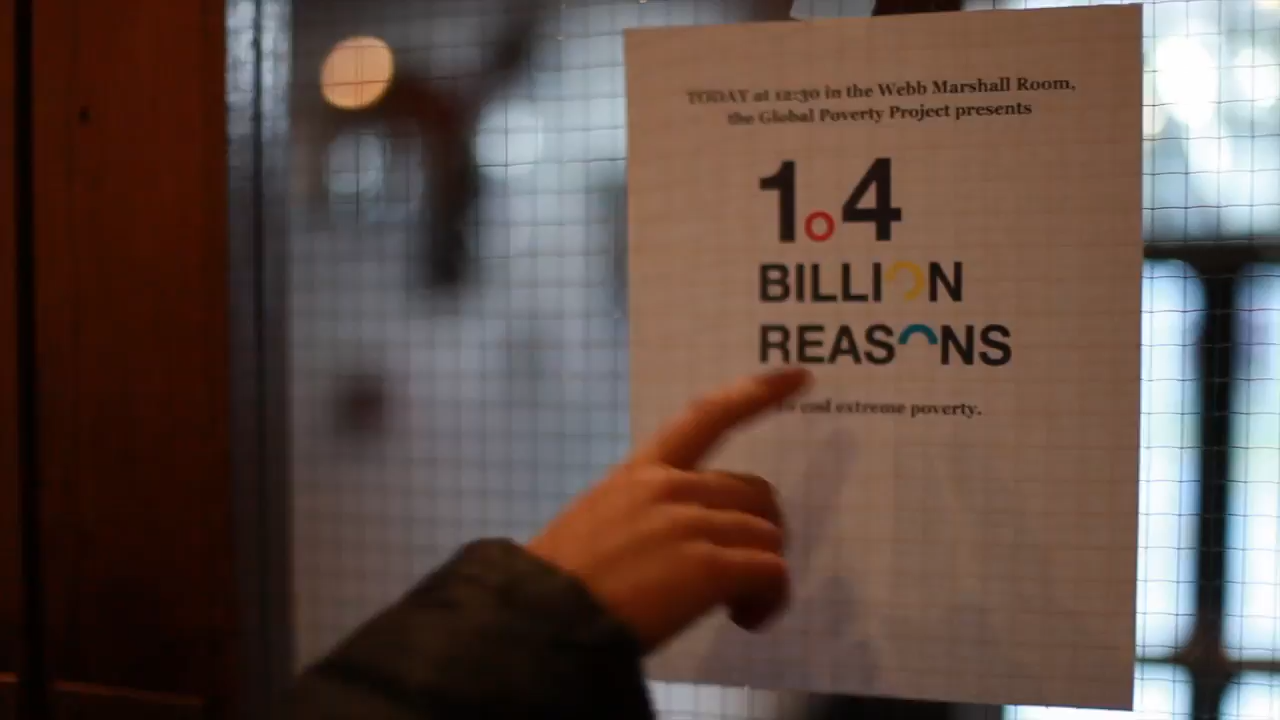 TODAY at 12:30 in the Webb Marshall Room,
the Global Poverty Project presents
1.4
BILLION
REASONS
to end extreme poverty.